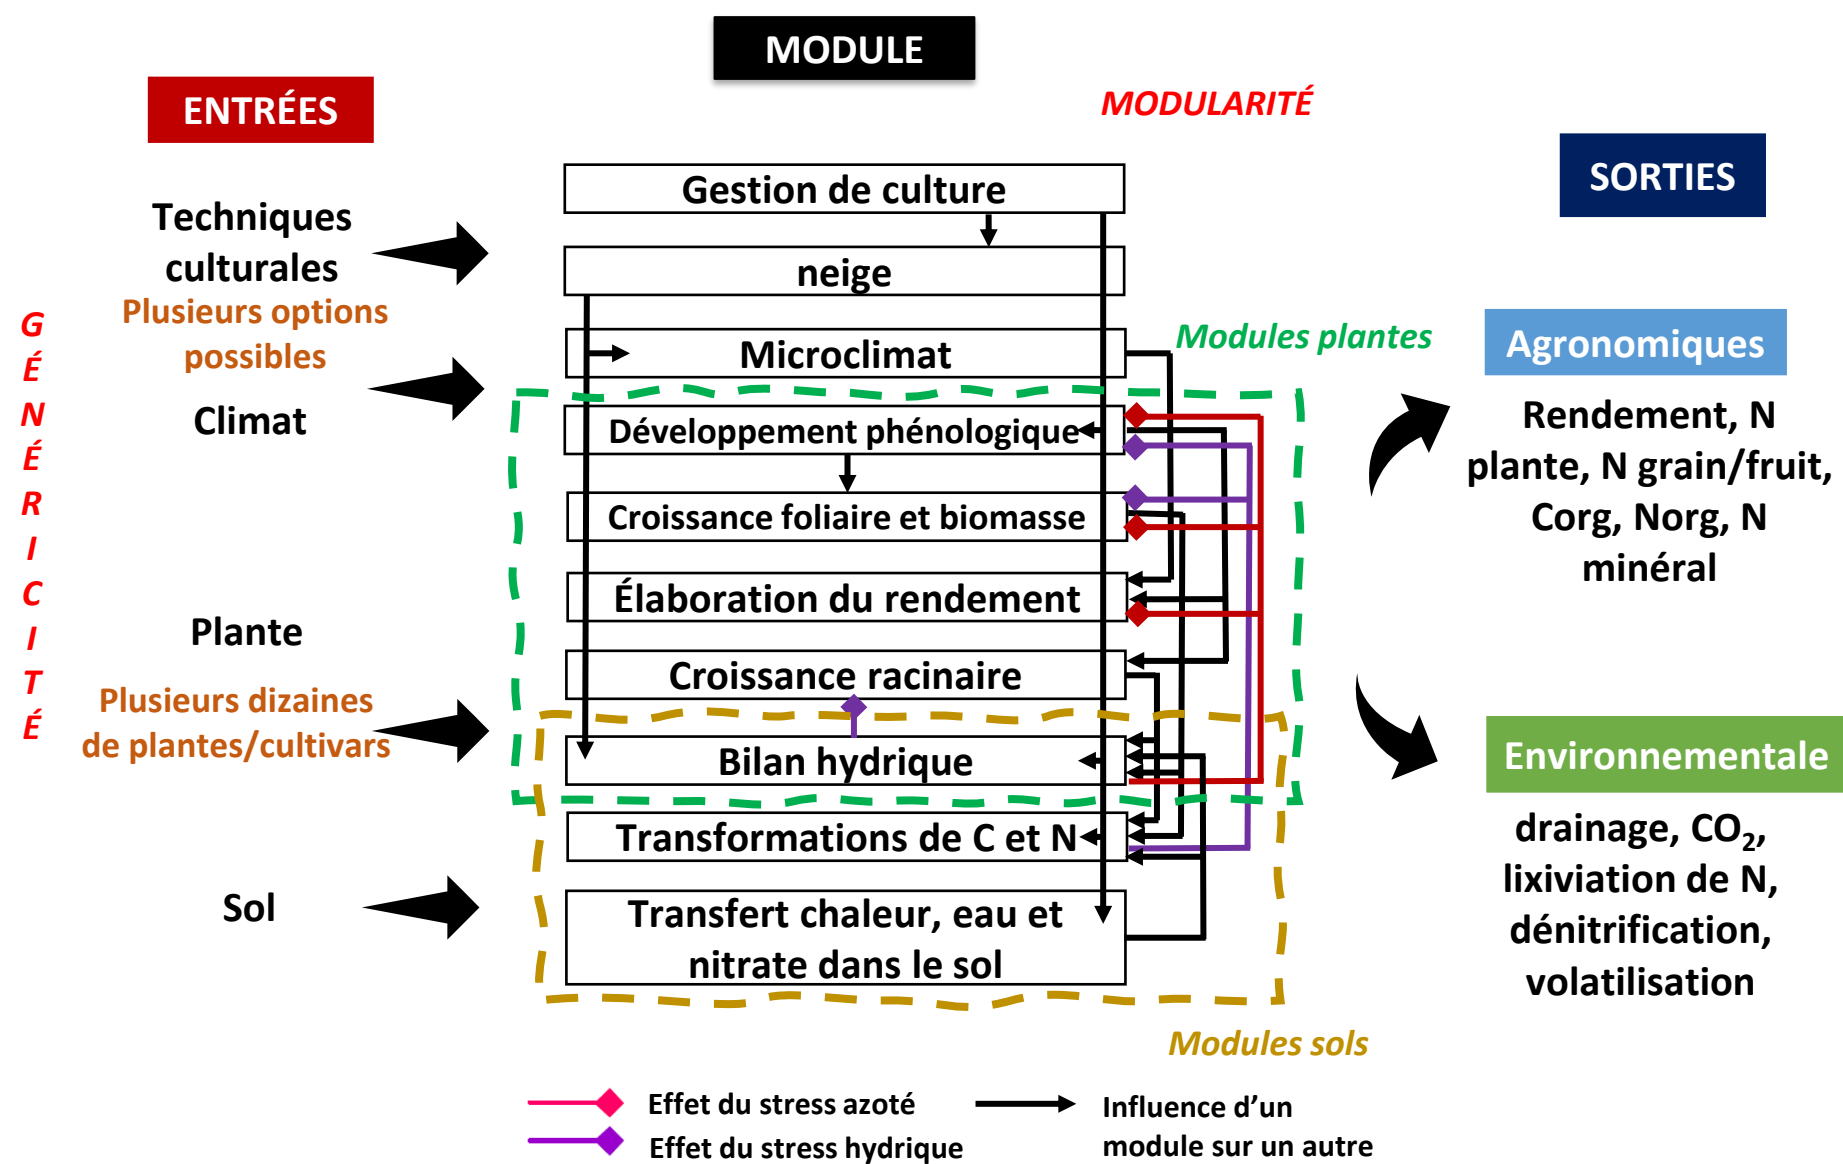 MODULE
ENTRÉES
MODULARITÉ
SORTIES
GÉNÉRICITÉ
Techniques
culturales
Plusieurs options
possibles
Climat
Plante
Plusieurs dizaines
de plantes/cultivars
Sol
Gestion de culture
neige
Microclimat
Modules plantes
Développement phénologique
Croissance foliaire et biomasse
Élaboration du rendement
Croissance racinaire
Bilan hydrique
Transformations de C et N
Transfert chaleur, eau et
nitrate dans le sol
Modules sols
Agronomiques
Rendement, N
plante, N grain/fruit,
Corg, Norg, N
minéral
Environnementale
drainage, CO₂,
lixiviation de N,
dénitrification,
volatilisation
Effet du stress azoté
Effet du stress hydrique
Influence d’un
module sur un autre